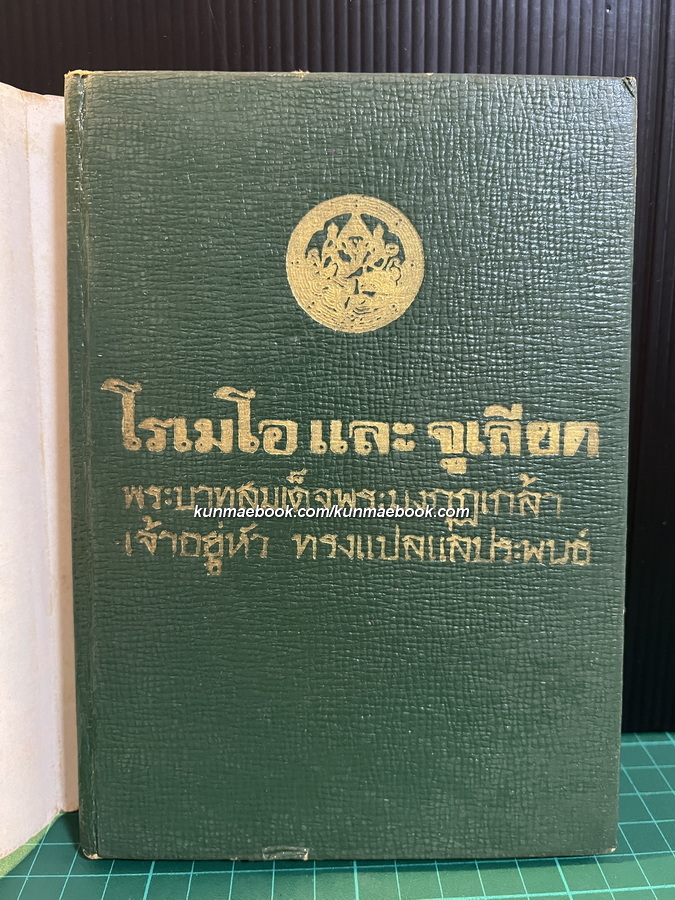 โรเมโอ และ จูเลียต
พระบาทสมเด็จพระมงกุฎเกล้า
kunmaebook.com/kunmaebook.com
เจ้าอยู่หัว ทรงแปลและประพนธ์